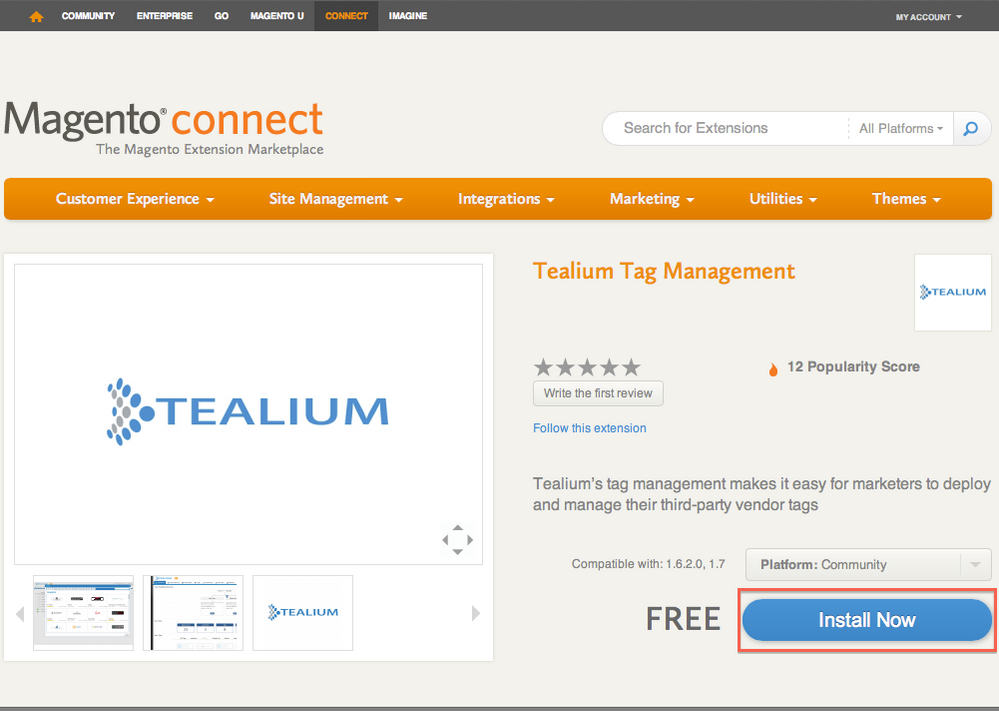 COMMUNITY ENTERPRISE GO MAGENTO U CONNECT IMAGINE MY ACCOUNT
Magento® connect
The Magento Extension Marketplace
Search for Extensions All Platforms
Customer Experience Site Management Integrations Marketing Utilities Themes
TEALIUM
Tealium Tag Management
TEALIUM
12 Popularity Score
Write the first review
Follow this extension
Tealium's tag management makes it easy for marketers to deploy
and manage their third-party vendor tags
Compatible with: 1.6.2.0, 1.7
Platform: Community
TEALIUM
FREE
Install Now